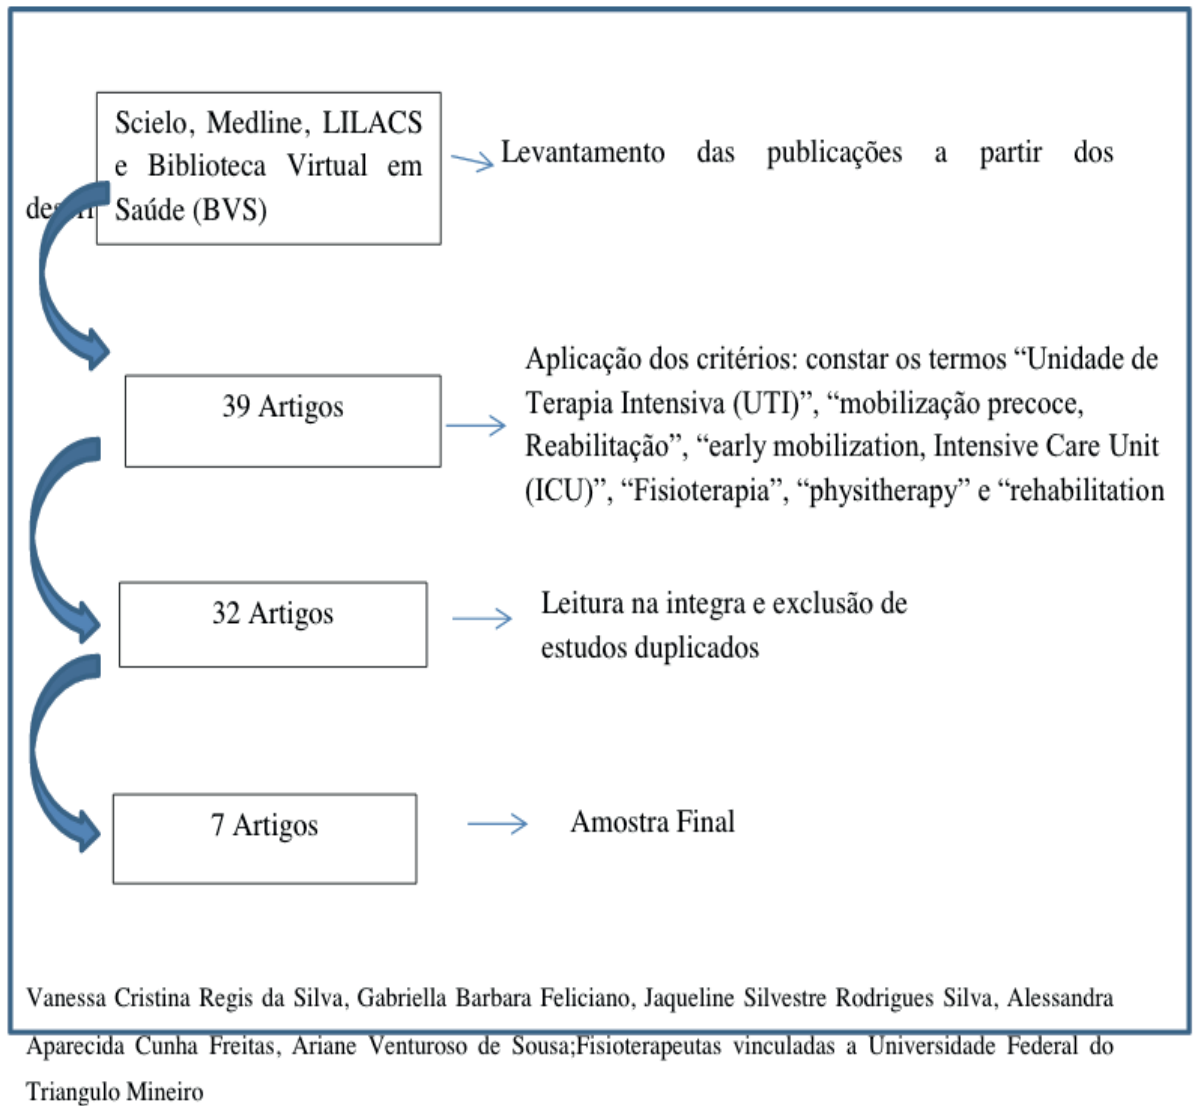 Scielo, Medline, LILACS
e Biblioteca Virtual em
Saúde (BVS)
Levantamento das publicações a partir dos
39 Artigos
Aplicação dos critérios: constar os termos “Unidade de
Terapia Intensiva (UTI)”, “mobilização precoce,
Reabilitação”, “early mobilization, Intensive Care Unit
(ICU)”, “Fisioterapia”, “physitherapy” e “rehabilitation
32 Artigos
Leitura na integra e exclusão de
estudos duplicados
7 Artigos
Amostra Final
Vanessa Cristina Regis da Silva, Gabriella Barbara Feliciano, Jaqueline Silvestre Rodrigues Silva, Alessandra
Aparecida Cunha Freitas, Ariane Venturoso de Sousa;Fisioterapeutas vinculadas a Universidade Federal do
Triangulo Mineiro